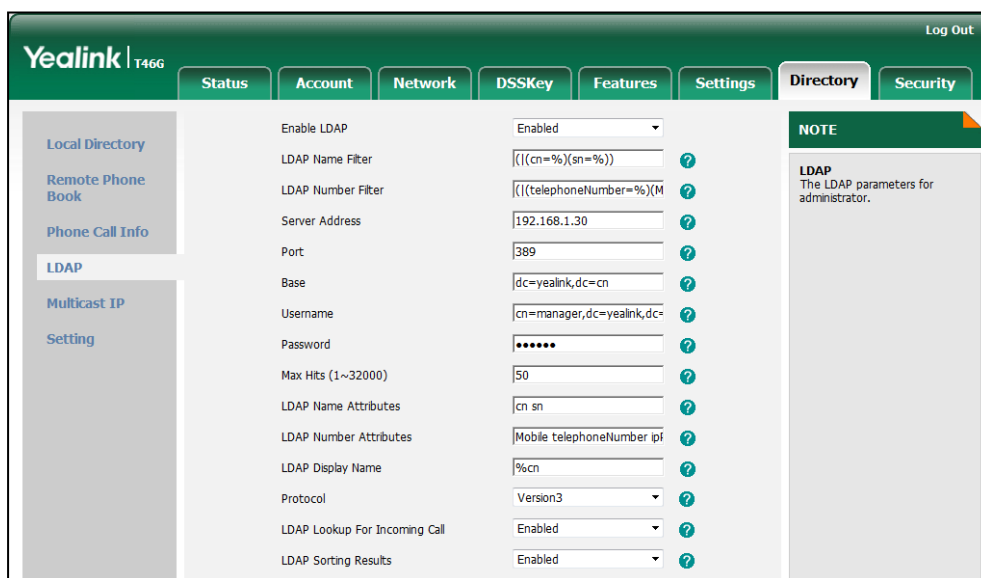 Log Out
Yealink T46G
Status Account Network DSSKey Features Settings Directory Security
Local Directory
Remote Phone
Book
Phone Call Info
LDAP
Multicast IP
Setting
Enable LDAP Enabled
LDAP Name Filter (|(cn=%)(sn=%)) ?
LDAP Number Filter (|(telephoneNumber=%)(M ?
Server Address 192.168.1.30 ?
Port 389 ?
Base dc=yealink,dc=cn ?
Username cn=manager,dc=yealink,dc= ?
Password •••••• ?
Max Hits (1~32000) 50 ?
LDAP Name Attributes cn sn ?
LDAP Number Attributes Mobile telephoneNumber ?
LDAP Display Name %cn ?
Protocol Version3 ?
LDAP Lookup For Incoming Call Enabled ?
LDAP Sorting Results Enabled ?
NOTE
LDAP
The LDAP parameters for
administrator.